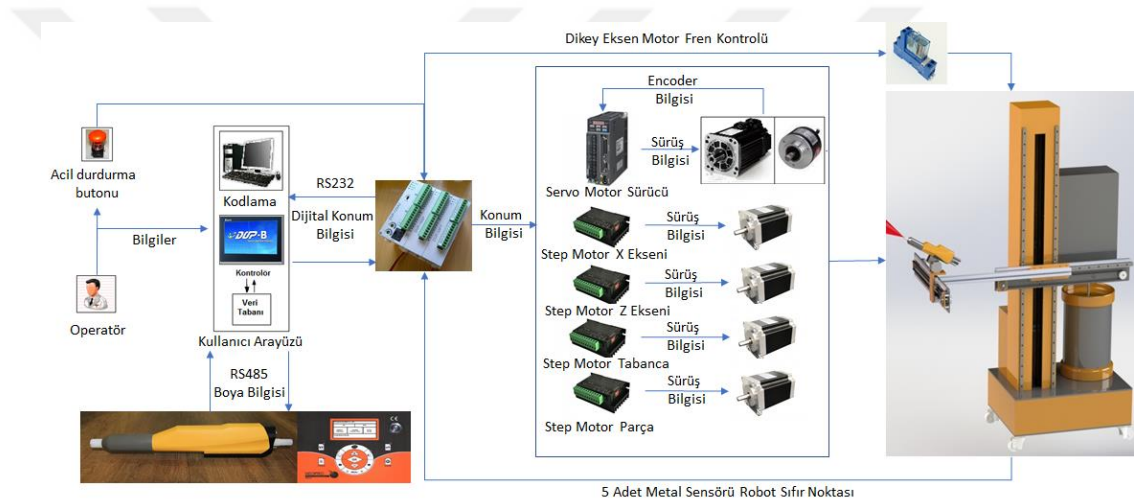 Dikey Eksen Motor Fren Kontrolü
Encoder
Bilgisi
Acil durdurma
butonu
Kodlama
RS232
Dijital Konum
Bilgisi
Konum
Bilgisi
Sürüş
Bilgisi
Servo Motor Sürücü
Bilgiler
DOP-B
Kontrolör
Veri
Tabanı
Operatör
Kullanıcı Arayüzü
Sürüş
Bilgisi
Step Motor X Ekseni
Sürüş
Bilgisi
Step Motor Z Ekseni
Sürüş
Bilgisi
Step Motor Tabanca
Sürüş
Bilgisi
Step Motor Parça
RS485
Boya Bilgisi
5 Adet Metal Sensörü Robot Sıfır Noktası